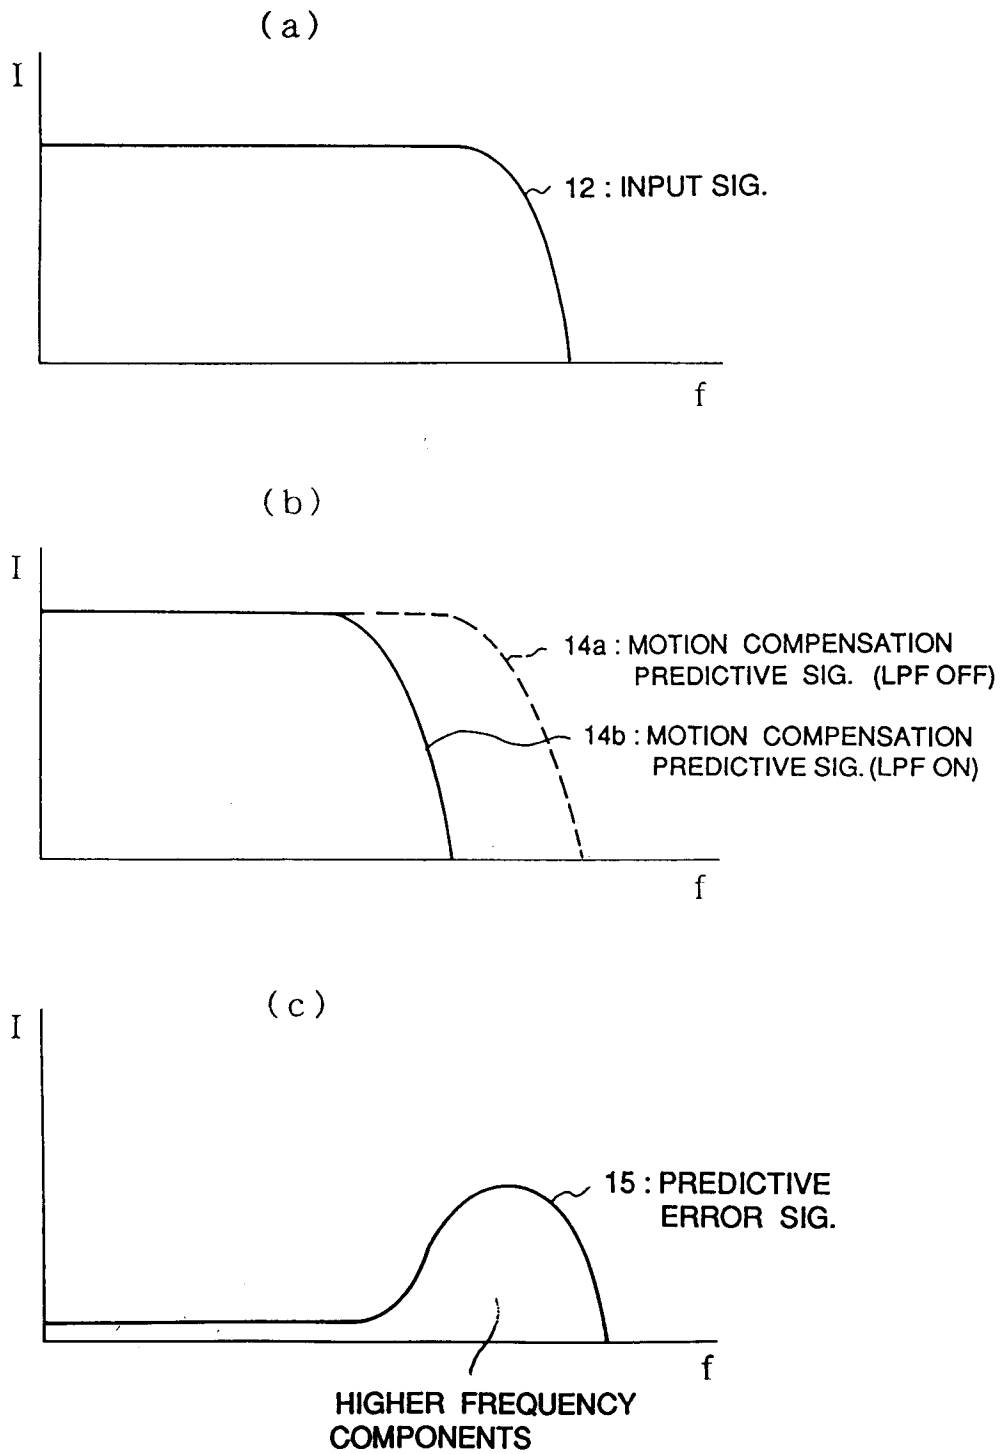 (a)
I
12 : INPUT SIG.
f
(b)
I
14a : MOTION COMPENSATION
PREDICTIVE SIG. (LPF OFF)
14b : MOTION COMPENSATION
PREDICTIVE SIG. (LPF ON)
f
(c)
I
15 : PREDICTIVE
ERROR SIG.
f
HIGHER FREQUENCY
COMPONENTS